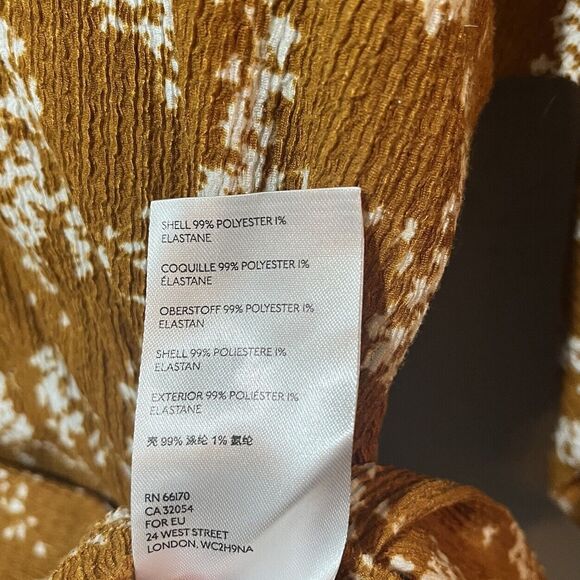 SHELL 99% POLYESTER 1%
ELASTANE
COQUILLE 99% POLYESTER 1%
ÉLASTANE
OBERSTOFF 99% POLYESTER 1%
ELASTAN
SHELL 99% POLIESTERE 1%
ELASTAN
EXTERIOR 99% POLIÉSTER 1%
ELASTANE
壳 99% 涤纶 1% 氨纶
RN 66170
CA 32054
FOR EU
24 WEST STREET
LONDON. WC2H9NA